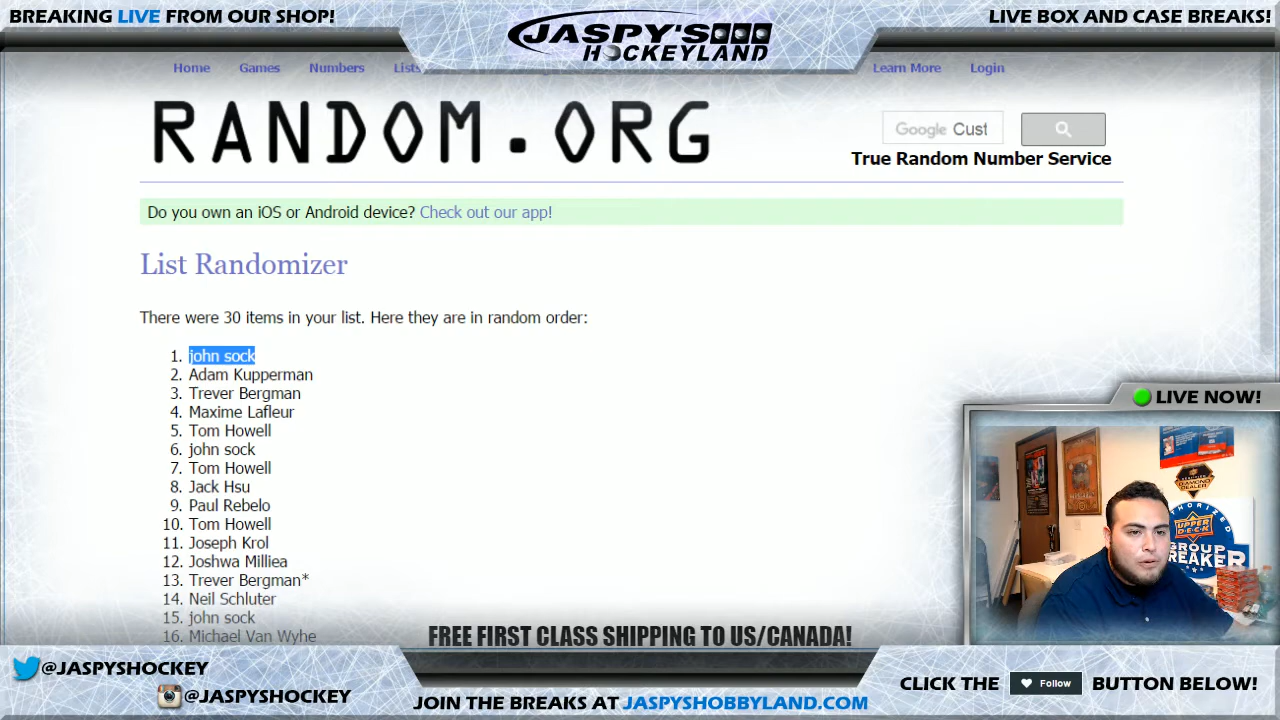 BREAKING LIVE FROM OUR SHOP!
JASPY'S
HOCKEYLAND
LIVE BOX AND CASE BREAKS!
Home Games Numbers Lists Learn More Login
RANDOM.ORG
Google Cust
True Random Number Service
Do you own an iOS or Android device? Check out our app!
List Randomizer
There were 30 items in your list. Here they are in random order:
1. john sock
2. Adam Kupperman
3. Trever Bergman
4. Maxime Lafleur
5. Tom Howell
6. john sock
7. Tom Howell
8. Jack Hsu
9. Paul Rebelo
10. Tom Howell
11. Joseph Krol
12. Joshwa Milliea
13. Trever Bergman*
14. Neil Schluter
15. john sock
16. Michael Van Wyhe
LIVE NOW!
DIAMOND
DEALER
AUTHORIZED
UPPER
DECK
GROUP
BREAKER
FREE FIRST CLASS SHIPPING TO US/CANADA!
@JASPYSHOCKEY
@JASPYSHOCKEY
JOIN THE BREAKS AT JASPYSHOBBYLAND.COM
CLICK THE Follow BUTTON BELOW!